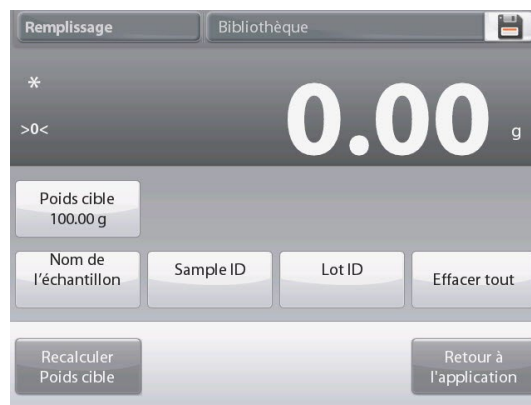 Remplissage
Bibliothèque
*
>0<
0.00 g
Poids cible
100.00 g
Nom de
l'échantillon
Sample ID
Lot ID
Effacer tout
Recalculer
Poids cible
Retour à
l'application